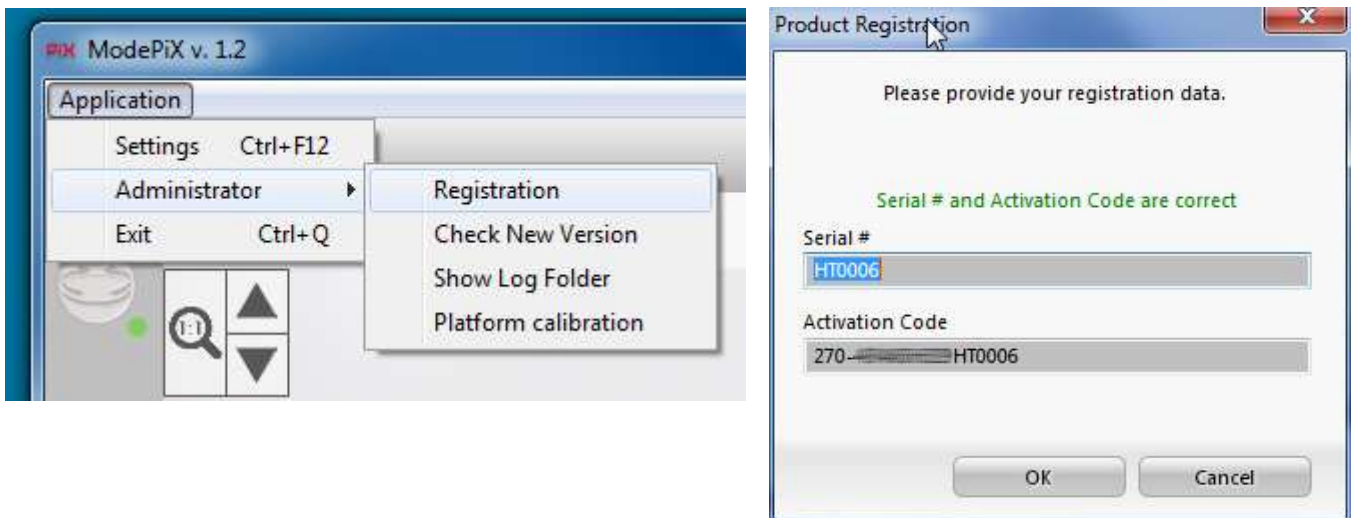 PiX ModePiX v. 1.2
Application
Settings Ctrl+F12
Administrator
Exit Ctrl+Q
Registration
Check New Version
Show Log Folder
Platform calibration
1:1
Product Registration
X
Please provide your registration data.
Serial # and Activation Code are correct
Serial #
HT0006
Activation Code
270- HT0006
OK Cancel